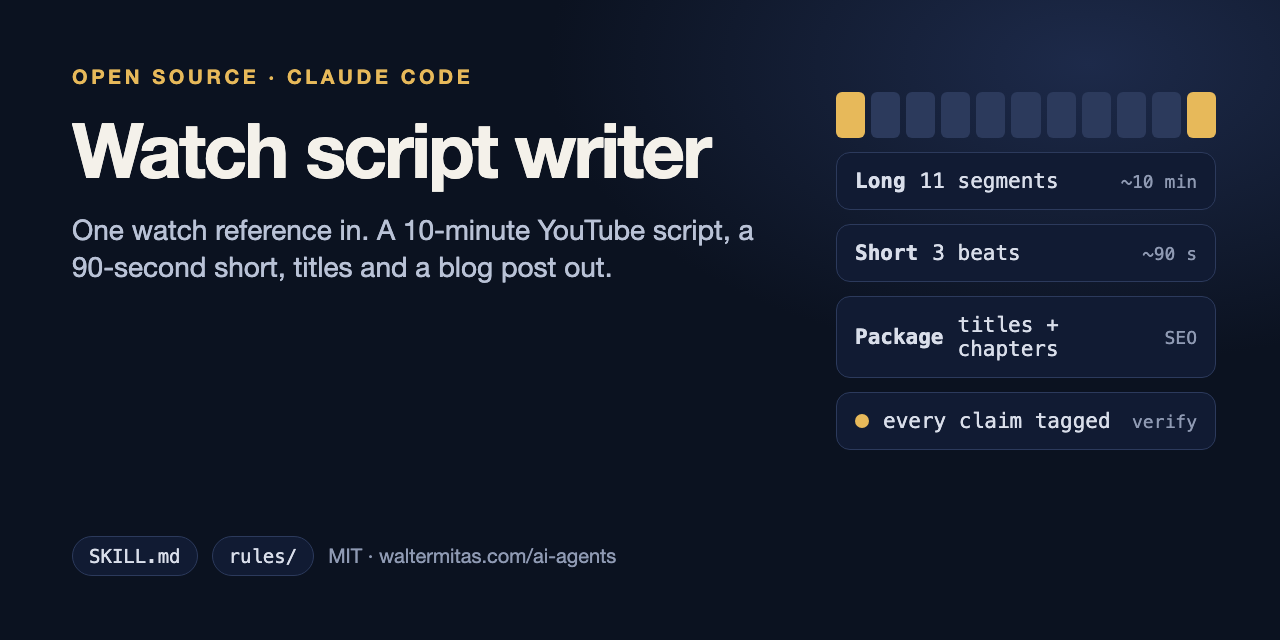 OPEN SOURCE · CLAUDE CODE
Watch script writer
One watch reference in. A 10-minute YouTube script, a
90-second short, titles and a blog post out.
Long 11 segments ~10 min
Short 3 beats ~90 s
Package titles + chapters SEO
every claim tagged verify
SKILL.md rules/ MIT · waltermitas.com/ai-agents